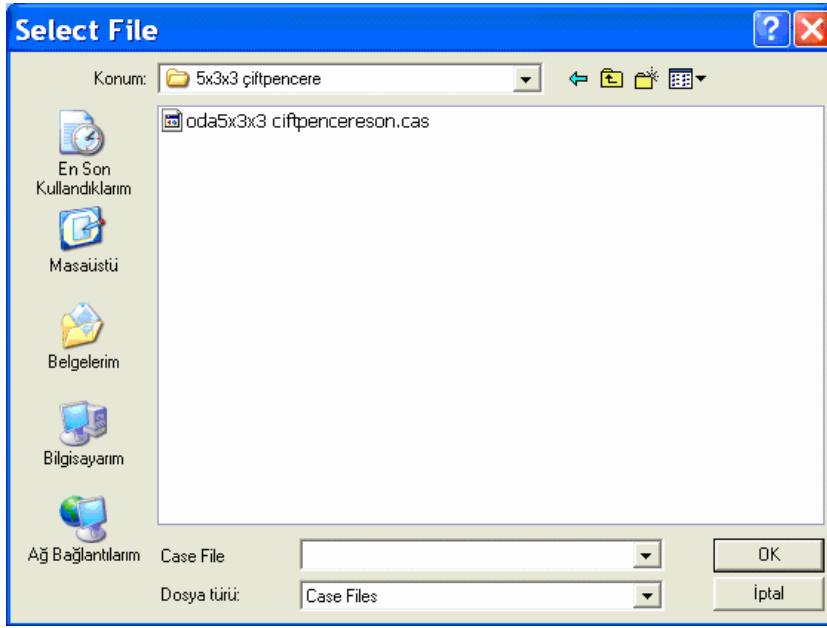 Select File
Konum: 5x3x3 çiftpencere
oda5x3x3 ciftpencereson.cas
En Son
Kullandıklarım
Masaüstü
Belgelerim
Bilgisayarım
Ağ Bağlantılarım
Case File
OK
Dosya türü: Case Files
İptal